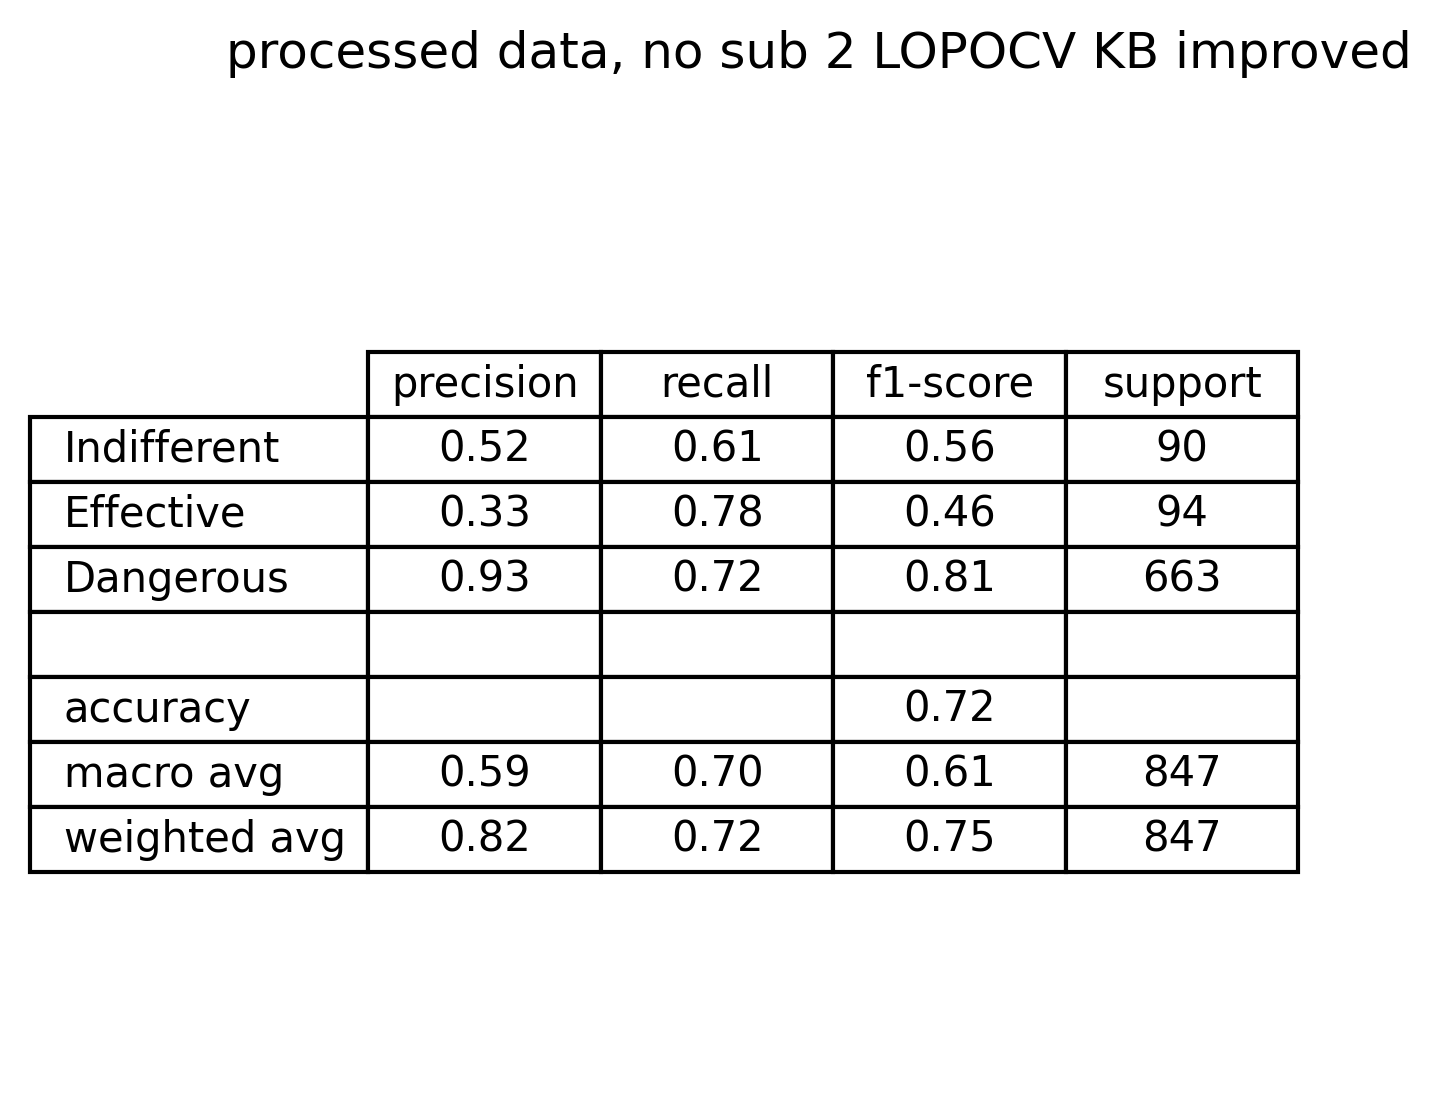 processed data, no sub 2 LOPOCV KB improved
precision recall f1-score support
Indifferent 0.52 0.61 0.56 90
Effective 0.33 0.78 0.46 94
Dangerous 0.93 0.72 0.81 663
accuracy 0.72
macro avg 0.59 0.70 0.61 847
weighted avg 0.82 0.72 0.75 847